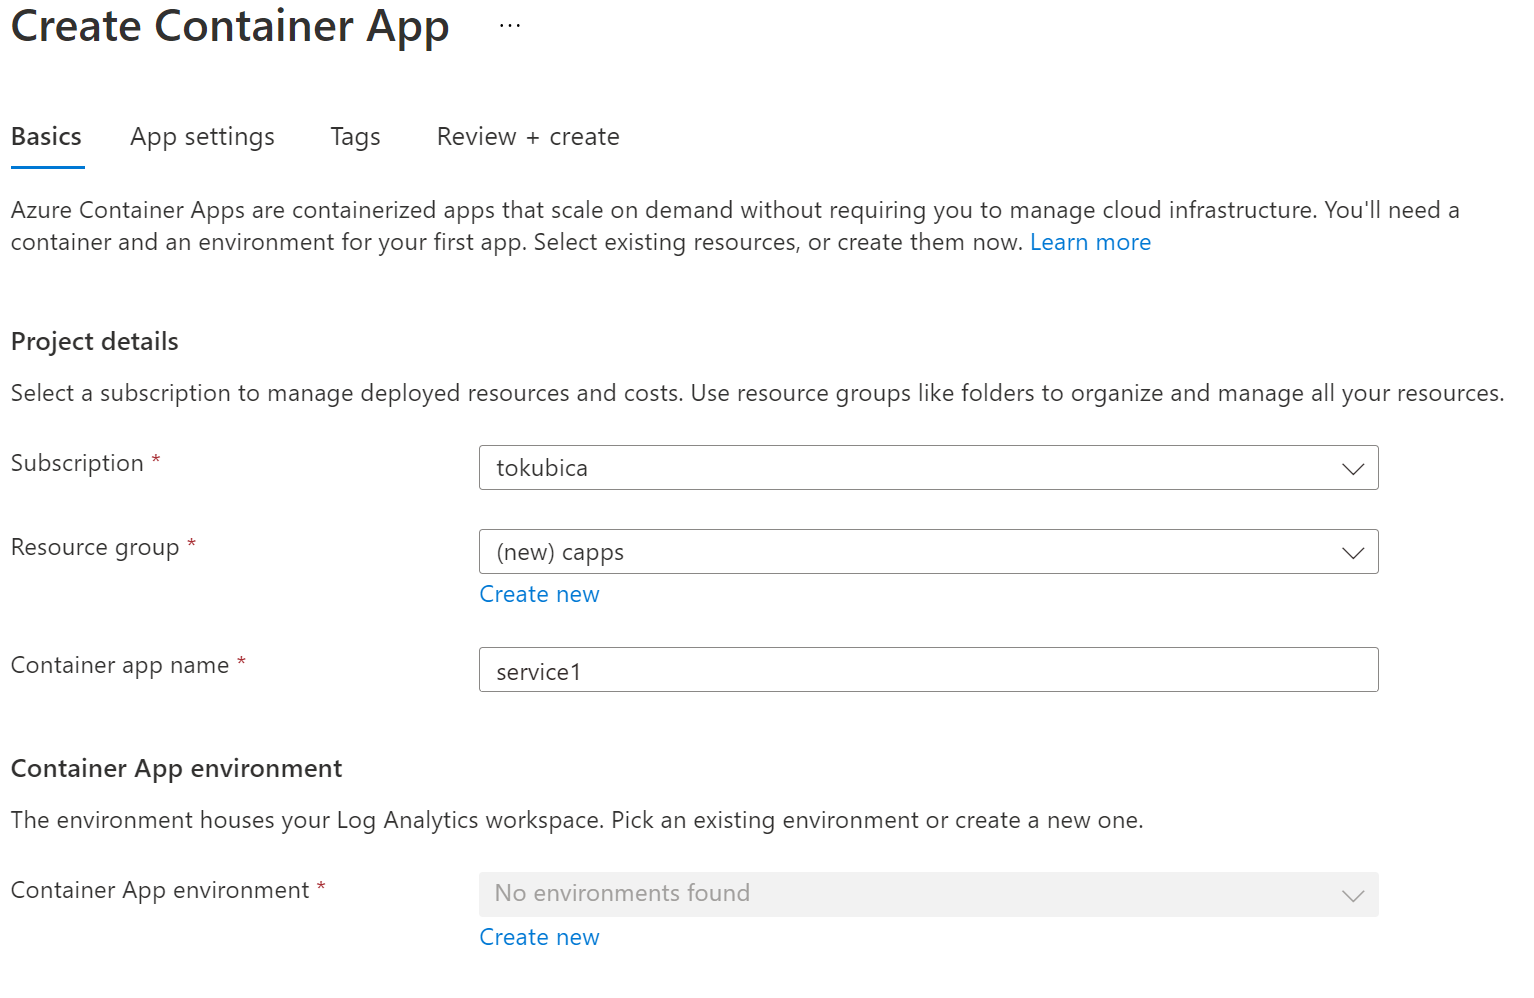 Create Container App ...
Basics App settings Tags Review + create
Azure Container Apps are containerized apps that scale on demand without requiring you to manage cloud infrastructure. You'll need a
container and an environment for your first app. Select existing resources, or create them now. Learn more
Project details
Select a subscription to manage deployed resources and costs. Use resource groups like folders to organize and manage all your resources.
Subscription * tokubica
Resource group * (new) capps
Create new
Container app name * service1
Container App environment
The environment houses your Log Analytics workspace. Pick an existing environment or create a new one.
Container App environment * No environments found
Create new